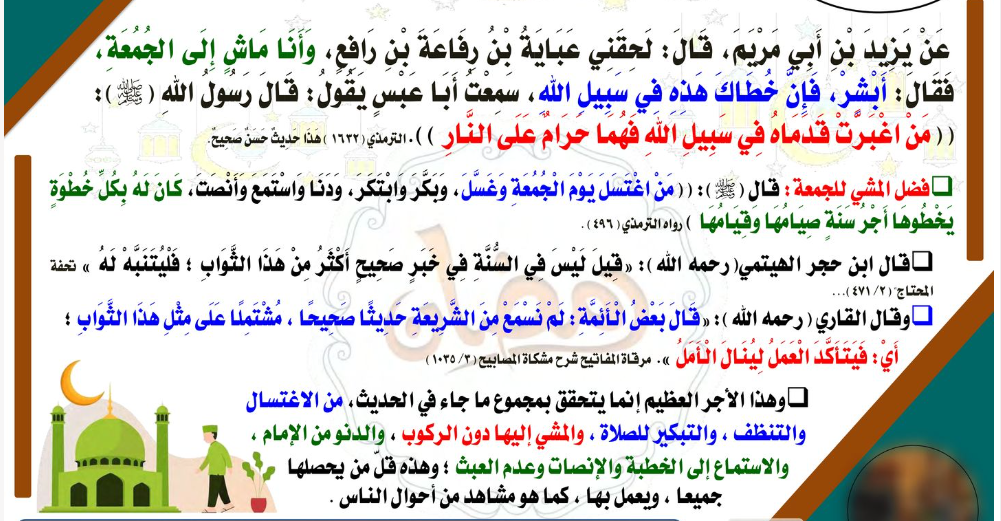 عَنْ يَزِيدَ بْنِ أَبِي مَرْيَمَ، قَالَ: لَحِقَنِي عَبَايَةُ بْنُ رِفَاعَةَ بْنِ رَافِعٍ، وَأَنَا مَاشٍ إِلَى الجُمُعَةِ،
فَقَالَ: أَبْشِرْ، فَإِنَّ خُطَاكَ هَذِهِ فِي سَبِيلِ اللهِ، سَمِعْتُ أَبَا عَبْسٍ يَقُولُ: قَالَ رَسُولُ اللهِ (ﷺ):
((مَنْ اغْبَرَّتْ قَدَمَاهُ فِي سَبِيلِ اللهِ فَهُمَا حَرَامٌ عَلَى النَّارِ)). الترمذي (١٦٣٢) هَذَا حَدِيثٌ حَسَنٌ صَحِيحٌ.
❑فضل المشي للجمعة: قال (ﷺ): ((مَنْ اغْتَسَلَ يَوْمَ الْجُمُعَةِ وَغَسَّلَ، وَبَكَّرَ وَابْتَكَرَ، وَدَنَا وَاسْتَمَعَ وَأَنْصَتَ، كَانَ لَهُ بِكُلِّ خُطْوَةٍ
يَخْطُوهَا أَجْرُ سَنَةٍ صِيَامُهَا وَقِيَامُهَا ) رواه الترمذي (٤٩٦).
❑قال ابن حجر الهيتمي( رحمه الله ): «قِيلَ لَيْسَ فِي السُّنَّةِ فِي خَبَرٍ صَحِيحٍ أَكْثَرُ مِنْ هَذَا الثَّوَابِ ؛ فَلْيُتَنَبَّهْ لَهُ » تحفة
المحتاج: (٢/ ٤٧١)...
❑وقال القاري ( رحمه الله ): «قَالَ بَعْضُ الْأَئِمَّةِ: لَمْ نَسْمَعْ مِنَ الشَّرِيعَةِ حَدِيثًا صَحِيحًا ، مُشْتَمِلًا عَلَى مِثْلِ هَذَا الثَّوَابِ ؛
أَيْ: فَيَتَأَكَّدُ الْعَمَلُ لِيُنَالَ الْأَمَلُ ». مرقاة المفاتيح شرح مشكاة المصابيح (٣/ ١٠٣٥)
❑وهذا الأجر العظيم إنما يتحقق بمجموع ما جاء في الحديث، من الاغتسال
والتنظف ، والتبكير للصلاة ، والمشي إليها دون الركوب ، والدنو من الإمام ،
والاستماع إلى الخطبة والإنصات وعدم العبث ؛ وهذه قلّ من يحصلها
جميعا ، ويعمل بها ، كما هو مشاهد من أحوال الناس .